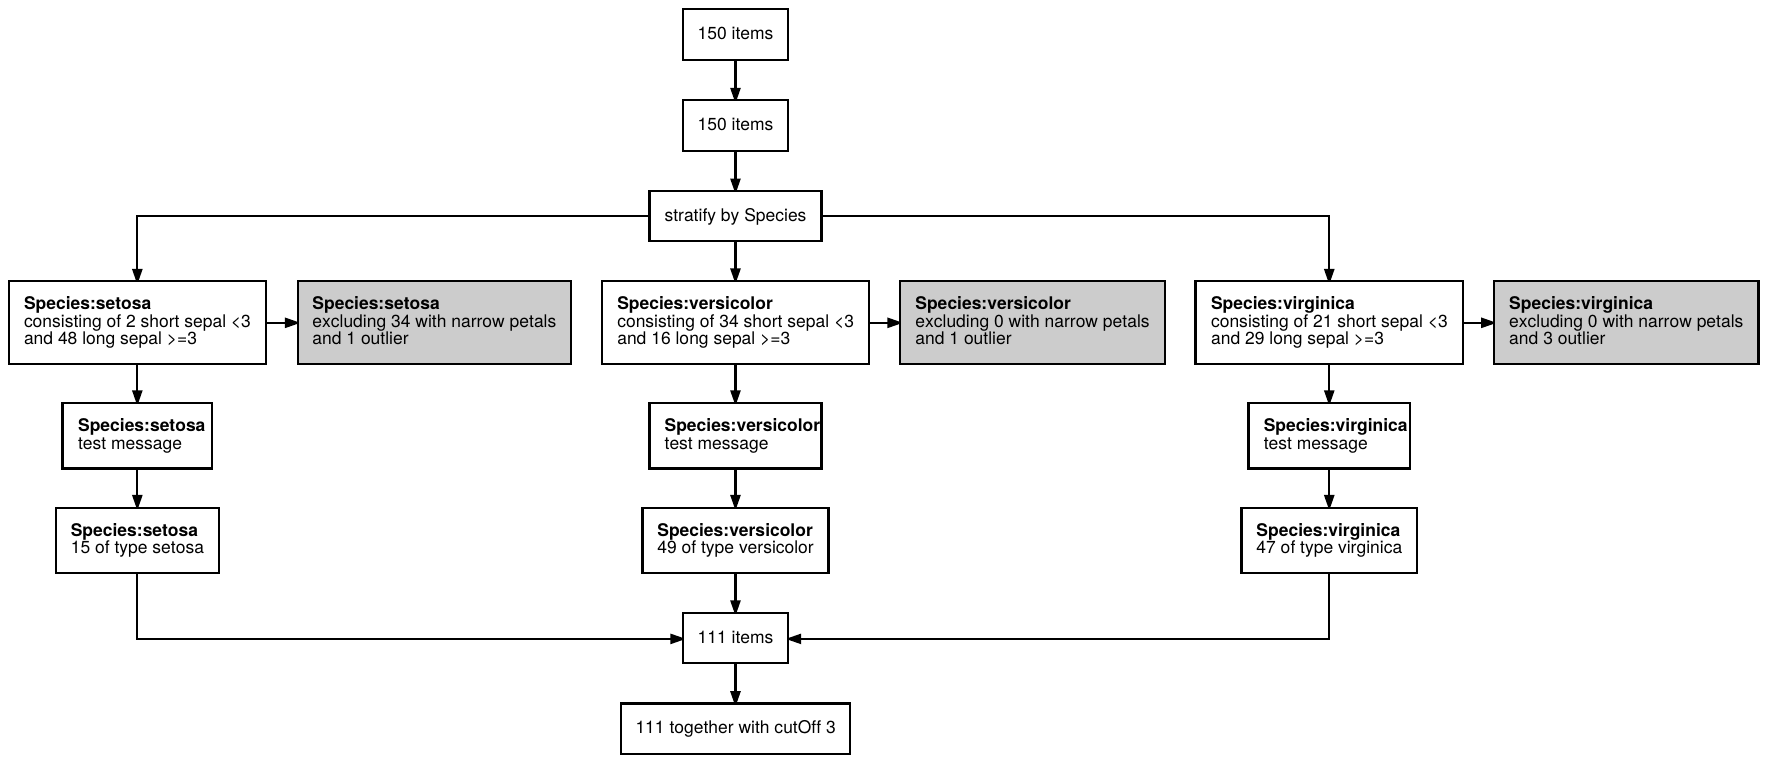 150 items
150 items
stratify by Species
Species:setosa
consisting of 2 short sepal <3
and 48 long sepal >=3
Species:setosa
excluding 34 with narrow petals
and 1 outlier
Species:versicolor
consisting of 34 short sepal <3
and 16 long sepal >=3
Species:versicolor
excluding 0 with narrow petals
and 1 outlier
Species:virginica
consisting of 21 short sepal <3
and 29 long sepal >=3
Species:virginica
excluding 0 with narrow petals
and 3 outlier
Species:setosa
test message
Species:versicolor
test message
Species:virginica
test message
Species:setosa
15 of type setosa
Species:versicolor
49 of type versicolor
Species:virginica
47 of type virginica
111 items
111 together with cutOff 3